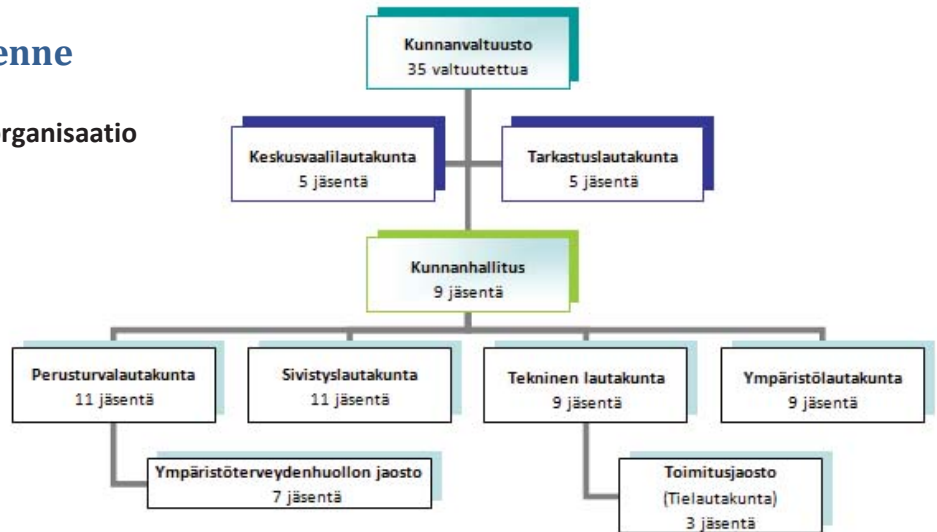 enne
organisaatio
Kunnanvaltuusto
35 valtuutettua
Keskusvaalilautakunta
5 jäsentä
Tarkastuslautakunta
5 jäsentä
Kunnanhallitus
9 jäsentä
Perusturvalautakunta
11 jäsentä
Sivistyslautakunta
11 jäsentä
Tekninen lautakunta
9 jäsentä
Ympäristölautakunta
9 jäsentä
Ympäristöterveydenhuollon jaosto
7 jäsentä
Toimitusjaosto
(Tielautakunta)
3 jäsentä